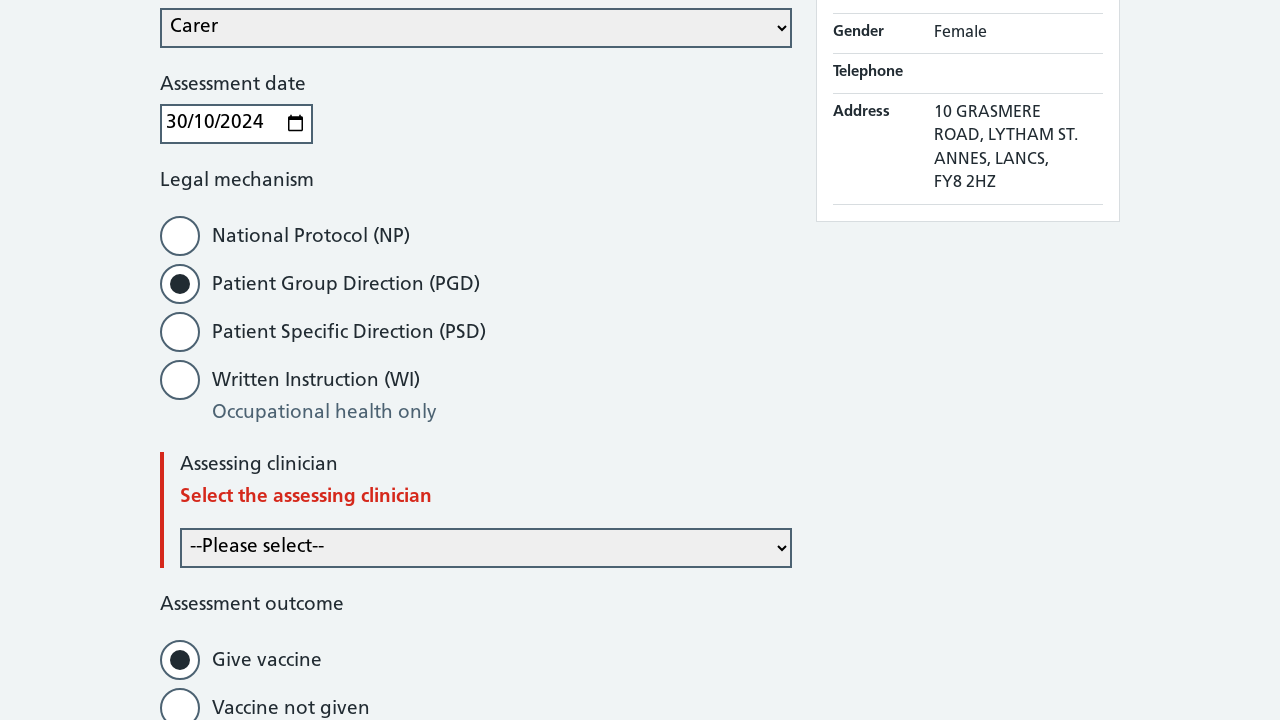 Carer
Assessment date
30/10/2024
Legal mechanism
National Protocol (NP)
Patient Group Direction (PGD)
Patient Specific Direction (PSD)
Written Instruction (WI)
Occupational health only
Assessing clinician
Select the assessing clinician
--Please select--
Assessment outcome
Give vaccine
Vaccine not given
Gender Female
Telephone
Address 10 GRASMERE
ROAD, LYTHAM ST.
ANNES, LANCS,
FY8 2HZ